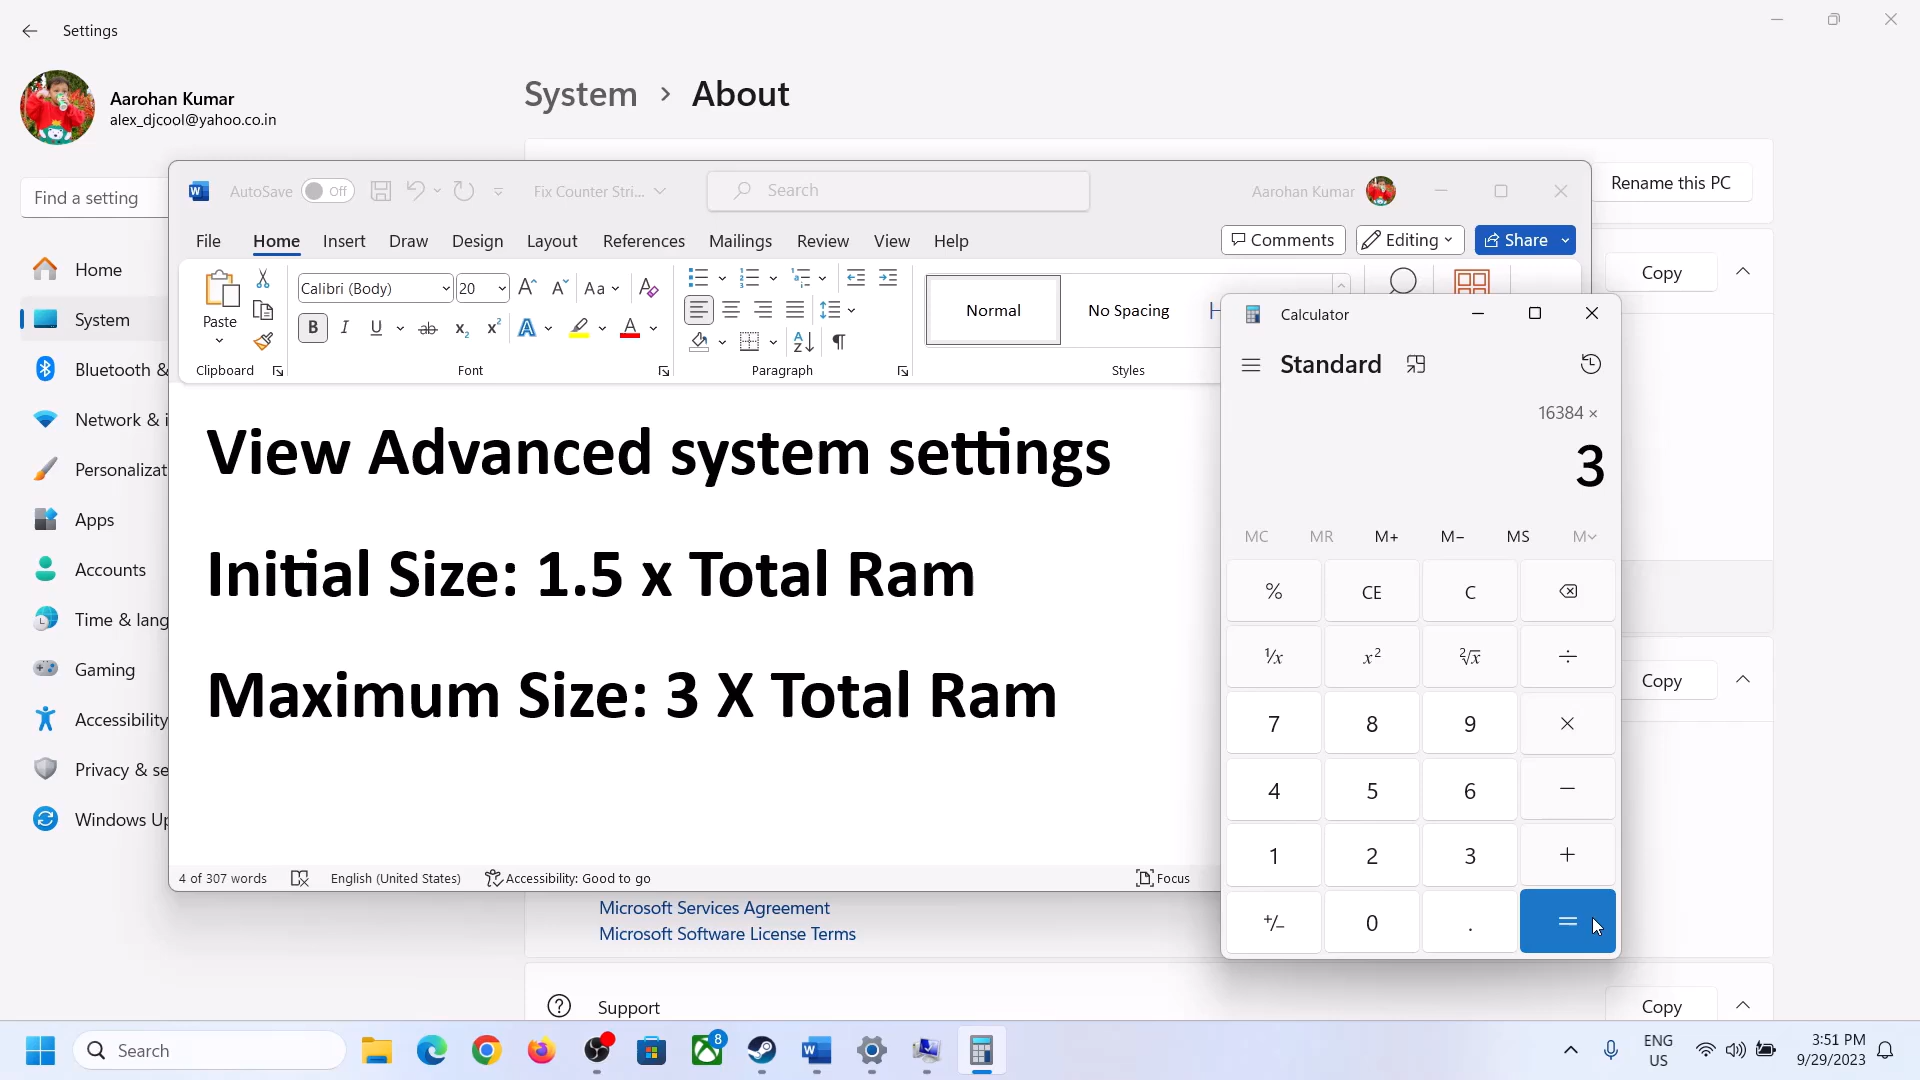 Settings
Aarohan Kumar
alex_djcool@yahoo.co.in
System > About
Find a setting
Rename this PC
Home
System
Bluetooth &
Network & i
Personalizat
Apps
Accounts
Time & lang
Gaming
Accessibility
Privacy & se
Windows Up
AutoSave Off
Fix Counter Stri...
Search
Aarohan Kumar
File Home Insert Draw Design Layout References Mailings Review View Help
Comments Editing Share
Copy
Paste
Calibri (Body) 20
Normal
No Spacing
Clipboard Font Paragraph Styles
View Advanced system settings
Initial Size: 1.5 x Total Ram
Maximum Size: 3 X Total Ram
4 of 307 words English (United States) Accessibility: Good to go Focus
Calculator
Standard
16384 ×
3
MC MR M+ M− MS M
% CE C
¹/x x² ²√x ÷
7 8 9 ×
4 5 6 −
1 2 3 +
+/− 0 . =
Copy
Microsoft Services Agreement
Microsoft Software License Terms
Support
Copy
Search
8
ENG
US
3:51 PM
9/29/2023